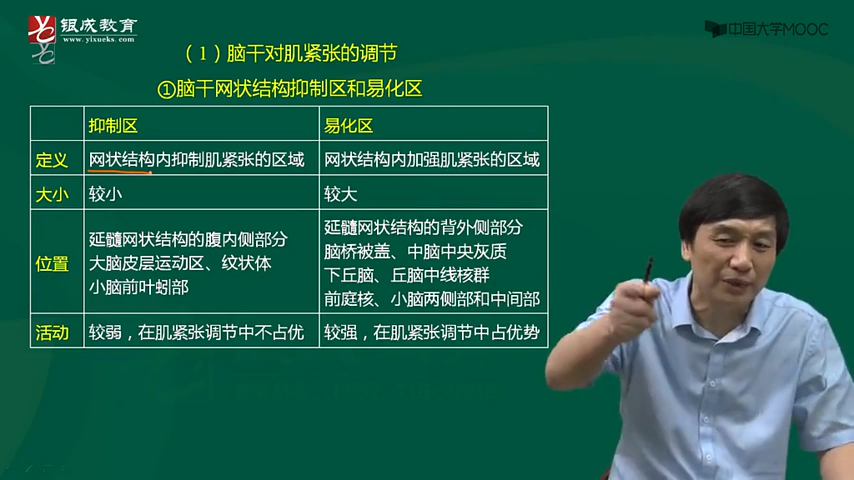 银成教育
www.yixueks.com
中国大学MOOC
（1）脑干对肌紧张的调节
①脑干网状结构抑制区和易化区
抑制区
易化区
定义
网状结构内抑制肌紧张的区域
网状结构内加强肌紧张的区域
大小
较小
较大
位置
延髓网状结构的腹内侧部分
大脑皮层运动区、纹状体
小脑前叶蚓部
延髓网状结构的背外侧部分
脑桥被盖、中脑中央灰质
下丘脑、丘脑中线核群
前庭核、小脑两侧部和中间部
活动
较弱，在肌紧张调节中不占优
较强，在肌紧张调节中占优势